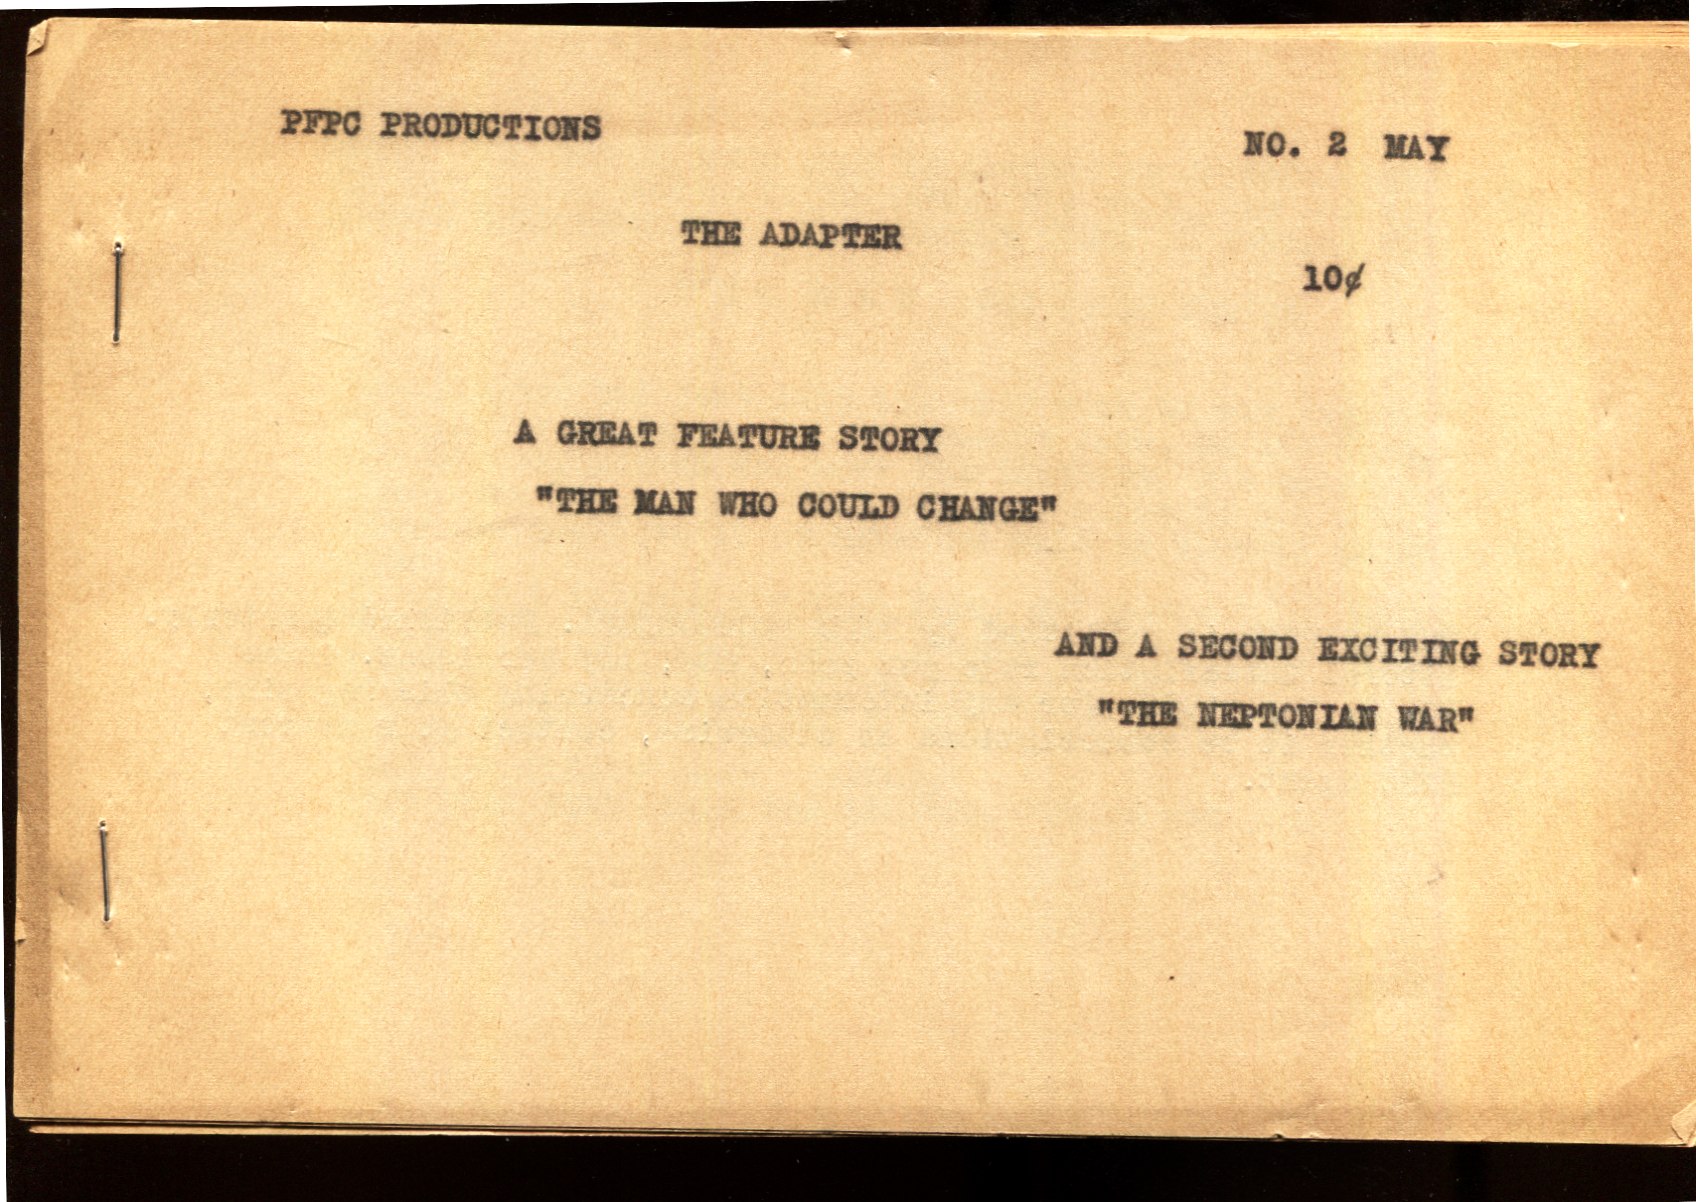 PFPC PRODUCTIONS
NO. 2 MAY
THE ADAPTER
10¢
A GREAT FEATURE STORY
"THE MAN WHO COULD CHANGE"
AND A SECOND EXCITING STORY
"THE NEPTONIAN WAR"